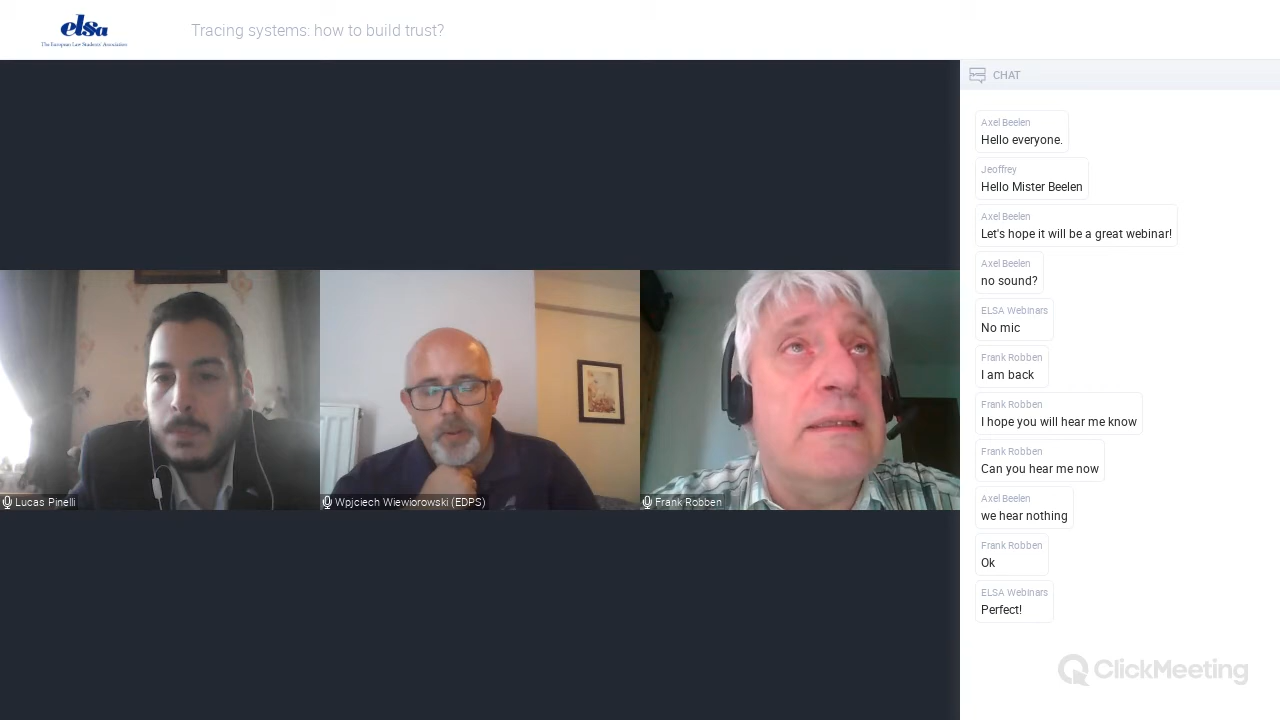 elsa
The European Law Students' Association
Tracing systems: how to build trust?
CHAT
Axel Beelen
Hello everyone.
Jeoffrey
Hello Mister Beelen
Axel Beelen
Let's hope it will be a great webinar!
Axel Beelen
no sound?
ELSA Webinars
No mic
Frank Robben
I am back
Frank Robben
I hope you will hear me know
Frank Robben
Can you hear me now
Axel Beelen
we hear nothing
Frank Robben
Ok
ELSA Webinars
Perfect!
Lucas Pinelli
Wpjciech Wiewiorowski (EDPS)
Frank Robben
ClickMeeting